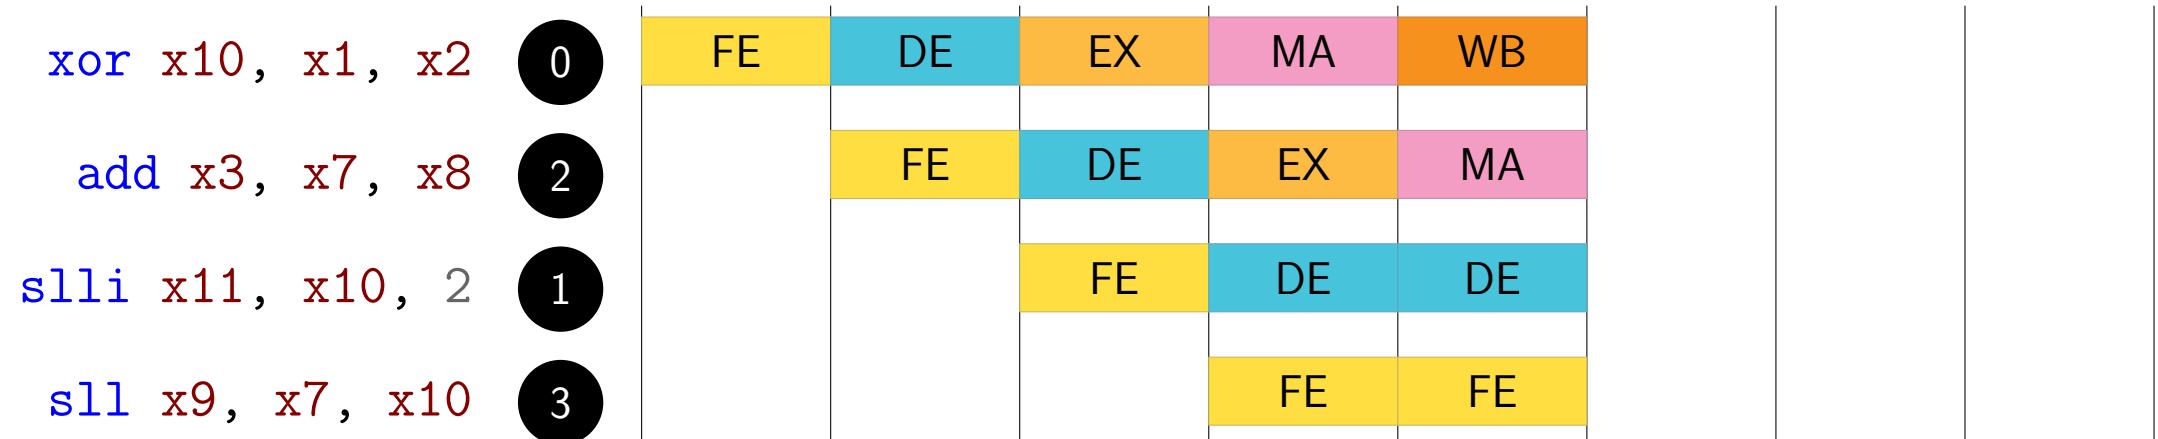 xor x10, x1, x2 0 FE DE EX MA WB
add x3, x7, x8 2 FE DE EX MA
slli x11, x10, 2 1 FE DE DE
sll x9, x7, x10 3 FE FE